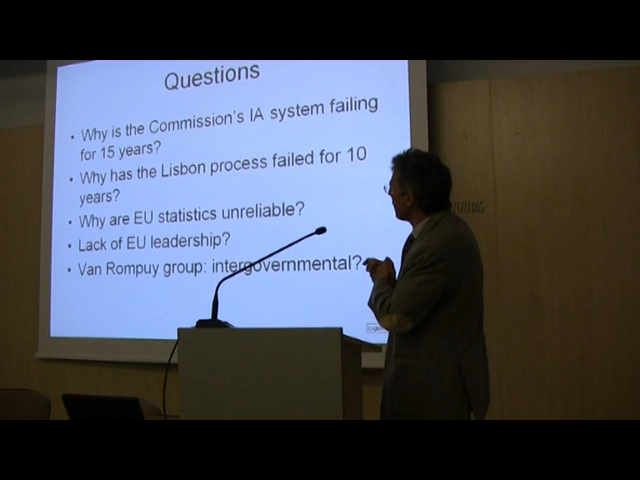 Questions
• Why is the Commission's IA system failing
for 15 years?
• Why has the Lisbon process failed for 10
years?
• Why are EU statistics unreliable?
• Lack of EU leadership?
• Van Rompuy group: intergovernmental?